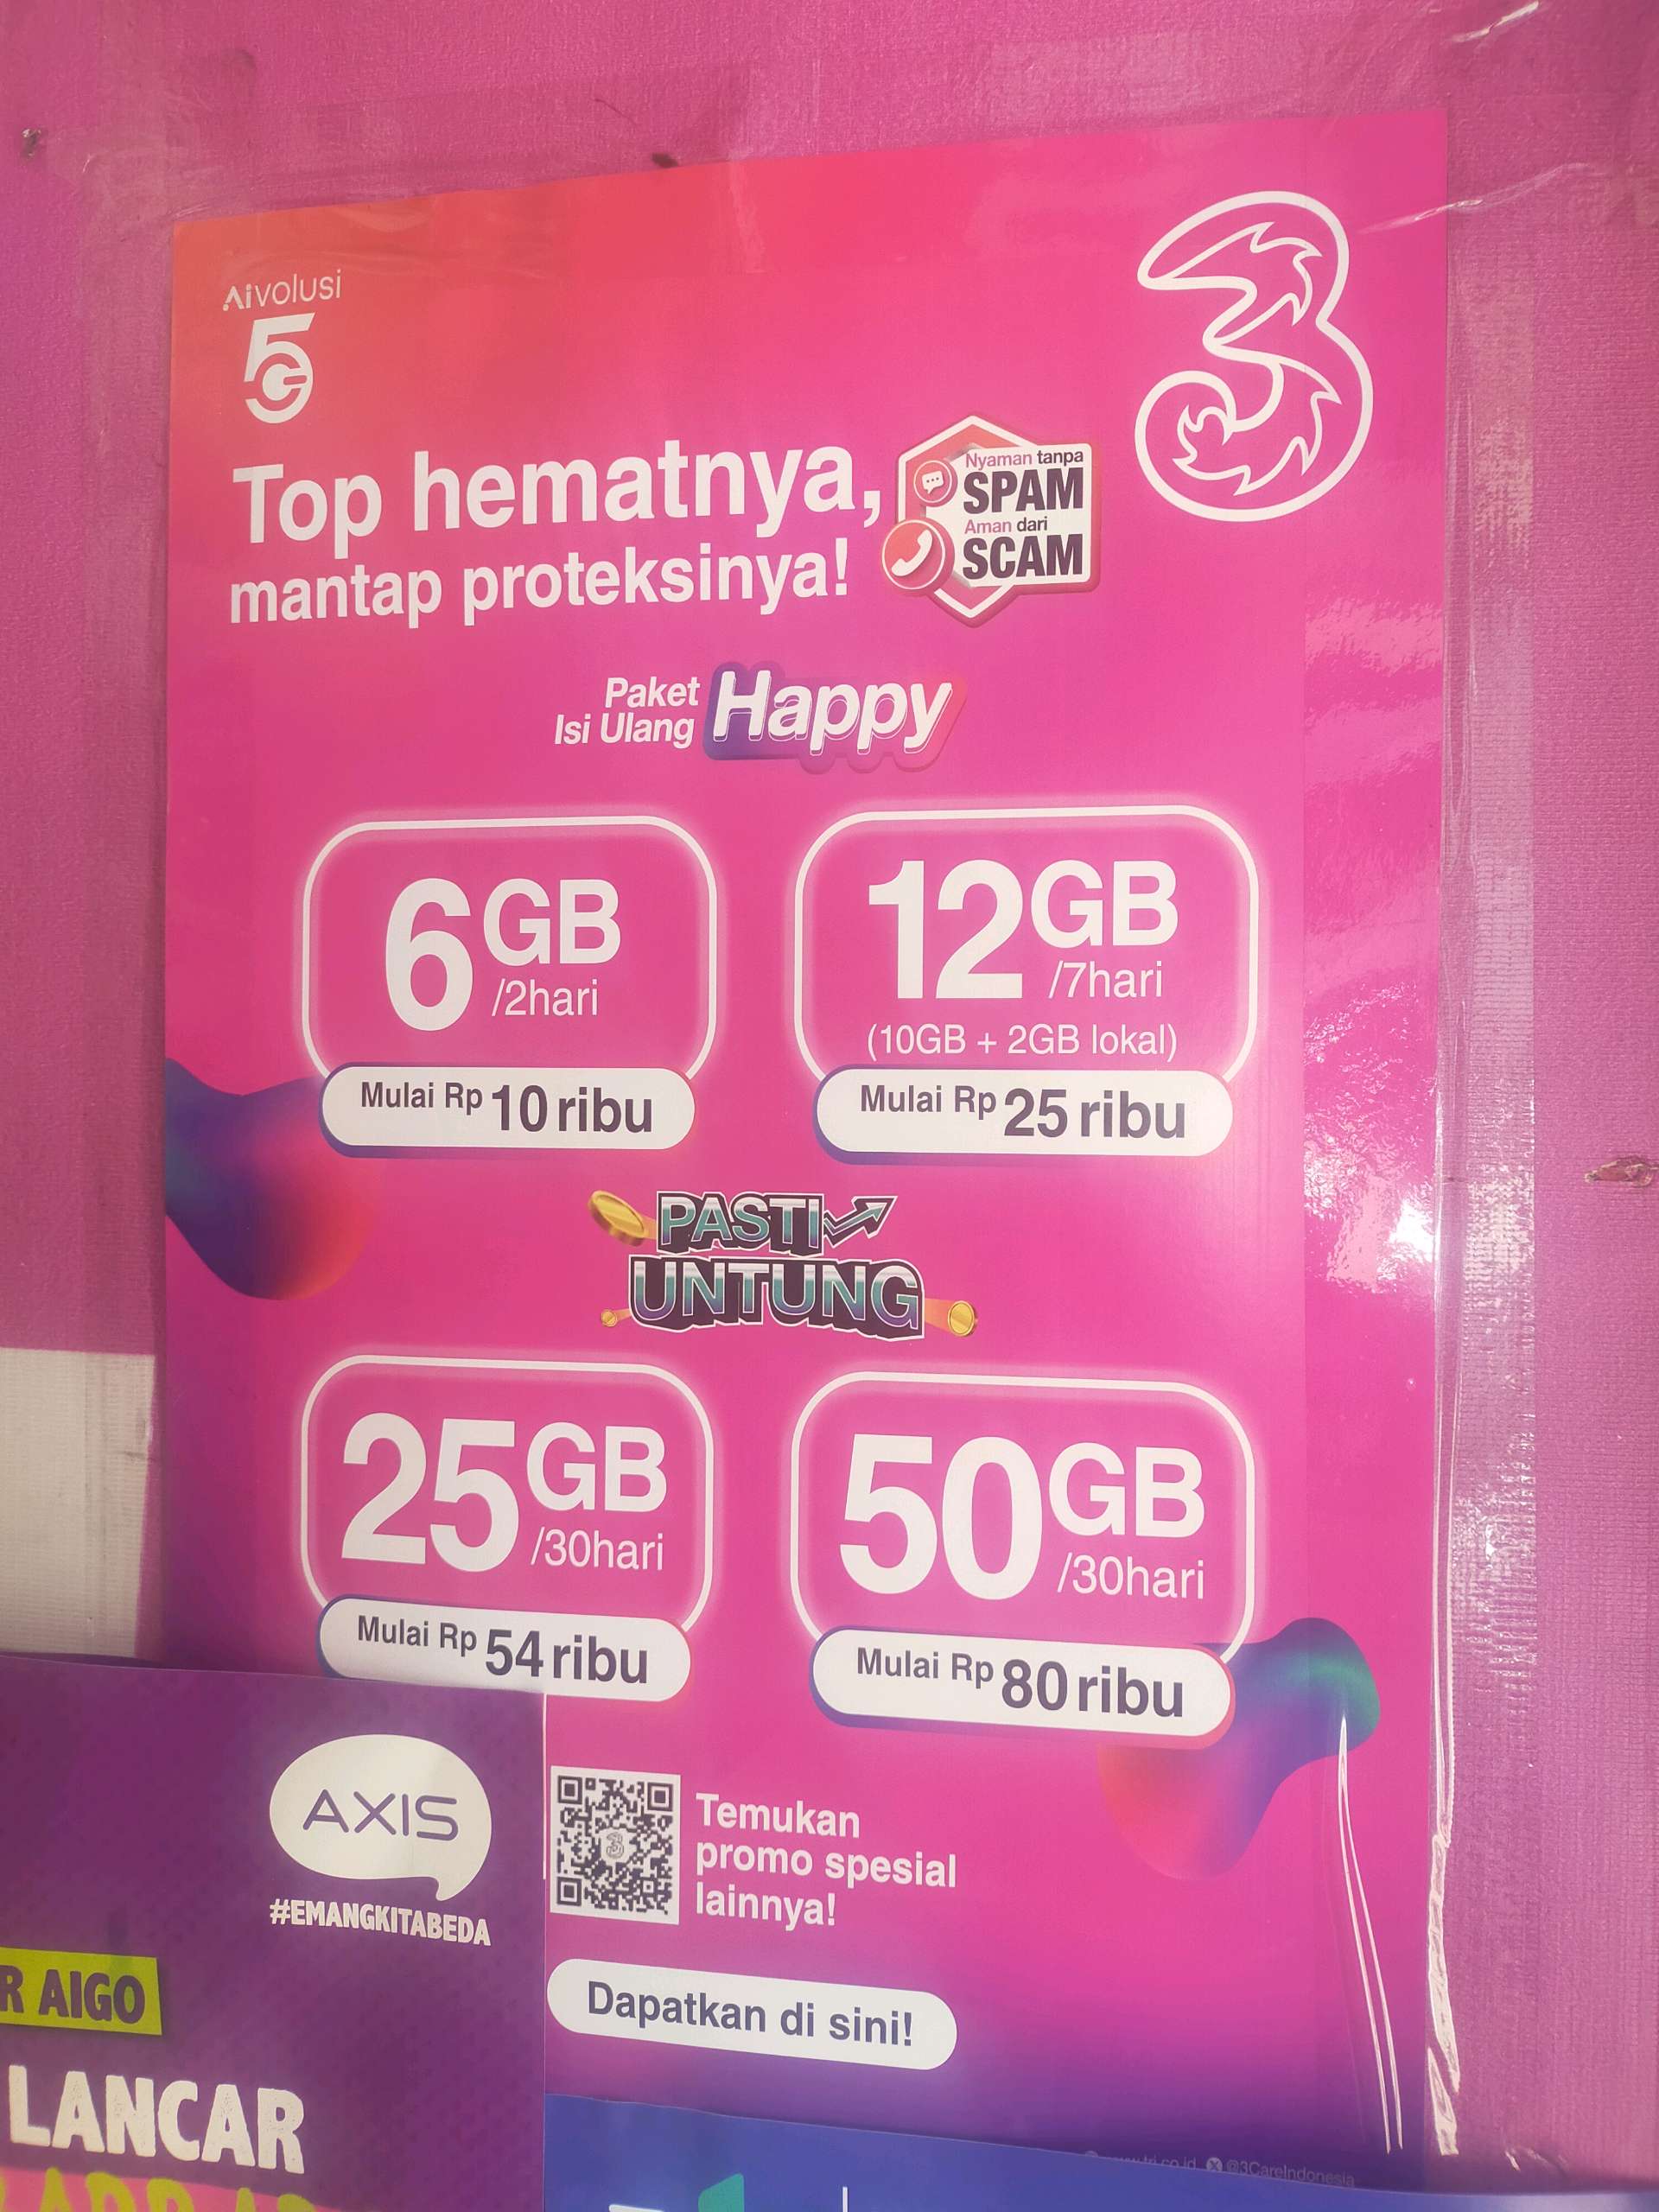 Aivolusi
5G
3
Top hematnya,
mantap proteksinya!
Nyaman tanpa
SPAM
Aman dari
SCAM
Paket
Isi Ulang
Happy
6GB
/2hari
Mulai Rp 10 ribu
12GB
/7hari
(10GB + 2GB lokal)
Mulai Rp 25 ribu
PASTI
UNTUNG
25GB
/30hari
Mulai Rp 54 ribu
50GB
/30hari
Mulai Rp 80 ribu
Temukan
promo spesial
lainnya!
Dapatkan di sini!
@3CareIndonesia
AXIS
#EMANGKITABEDA
R AIGO
LANCAR